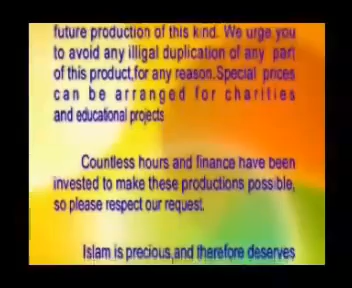 future production of this kind. We urge you
to avoid any illigal duplication of any part
of this product,for any reason.Special prices
can be arranged for charities
and educational projects
Countless hours and finance have been
invested to make these productions possible,
so please respect our request.
Islam is precious,and therefore deserves